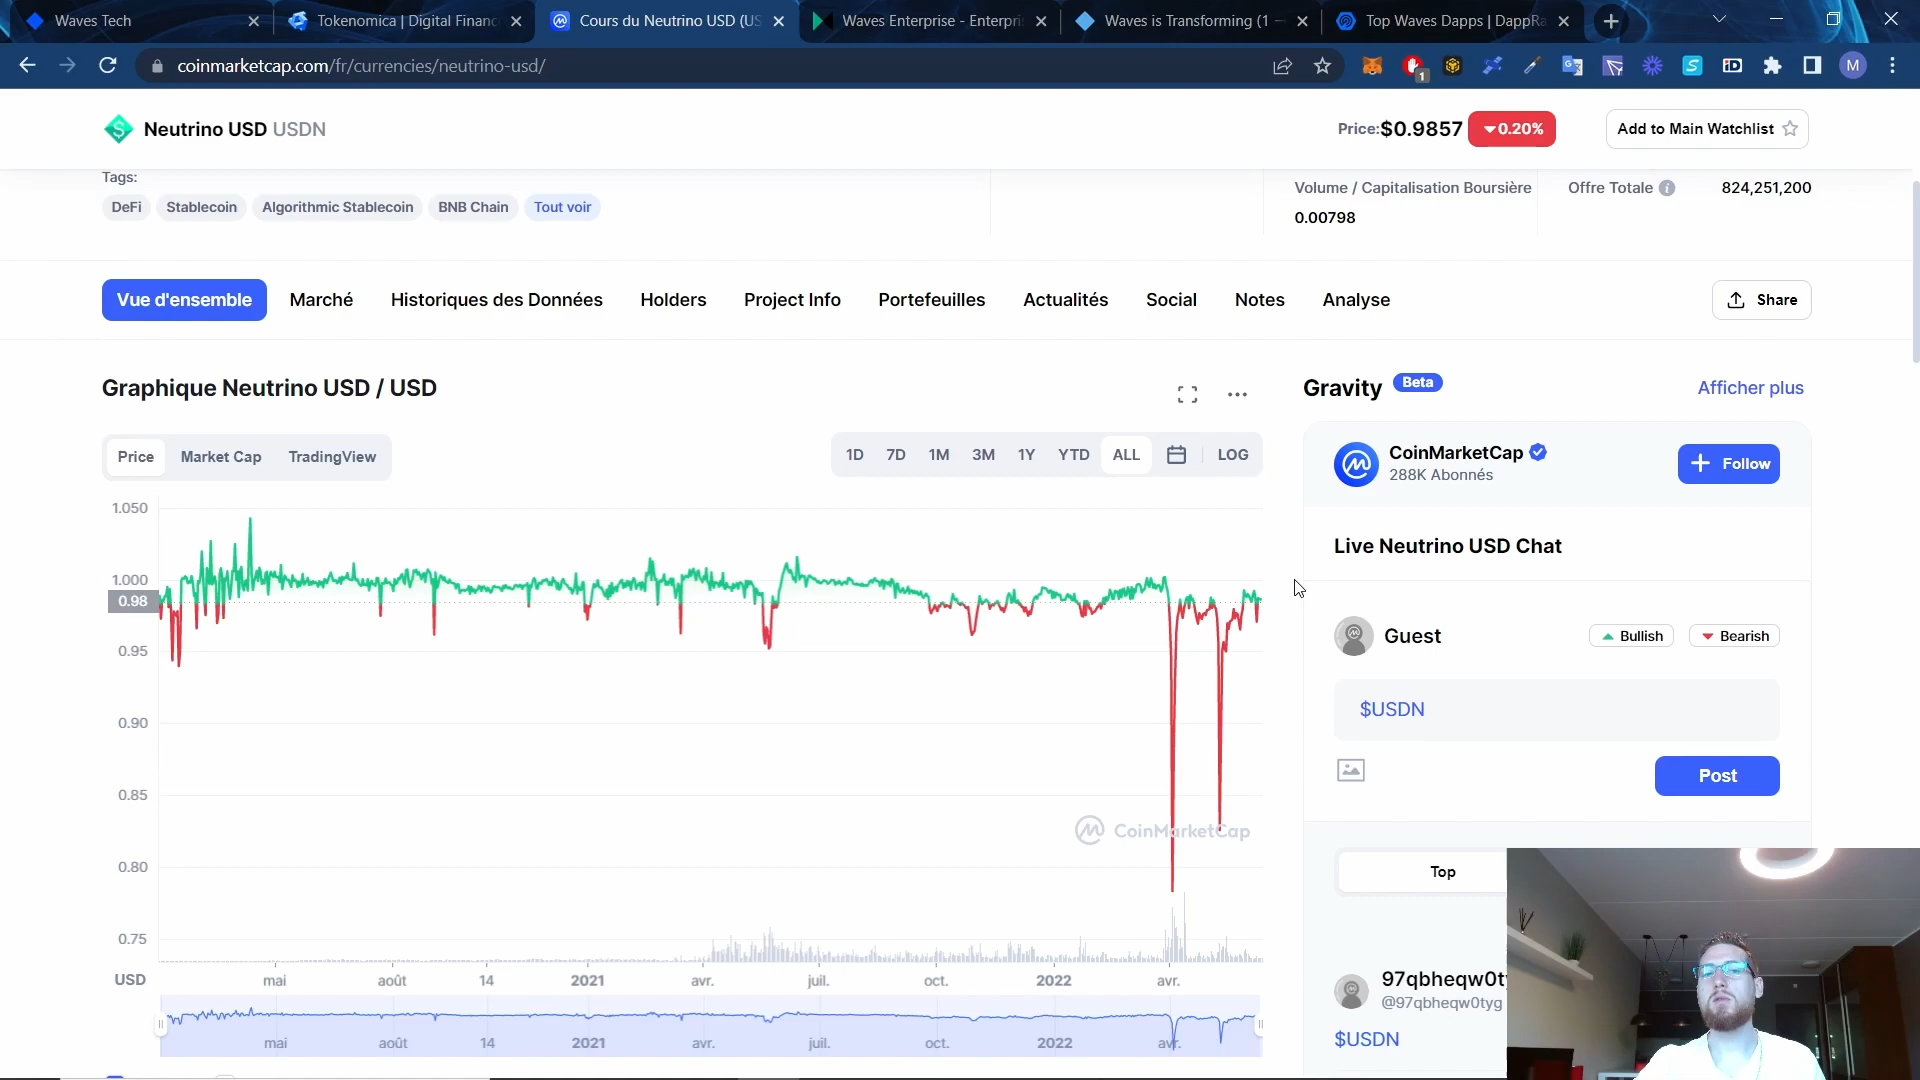 Waves Tech
Tokenomica | Digital Financ
Cours du Neutrino USD (US
Waves Enterprise - Enterpri
Waves is Transforming (1 —
Top Waves Dapps | DappRa
coinmarketcap.com/fr/currencies/neutrino-usd/
1
iD
M
Neutrino USD USDN
Price:$0.9857
0.20%
Add to Main Watchlist
Tags:
DeFi
Stablecoin
Algorithmic Stablecoin
BNB Chain
Tout voir
Volume / Capitalisation Boursière
0.00798
Offre Totale
824,251,200
Vue d'ensemble
Marché
Historiques des Données
Holders
Project Info
Portefeuilles
Actualités
Social
Notes
Analyse
Share
Graphique Neutrino USD / USD
Price
Market Cap
TradingView
1D
7D
1M
3M
1Y
YTD
ALL
LOG
1.050
1.000
0.98
0.95
0.90
0.85
0.80
0.75
CoinMarketCap
USD
mai
août
14
2021
avr.
juil.
oct.
2022
avr.
mai
août
14
2021
avr.
juil.
oct.
2022
avr.
Gravity
Beta
Afficher plus
CoinMarketCap
288K Abonnés
Follow
Live Neutrino USD Chat
Guest
Bullish
Bearish
$USDN
Post
Top
97qbheqw0ty
@97qbheqw0tyg
$USDN